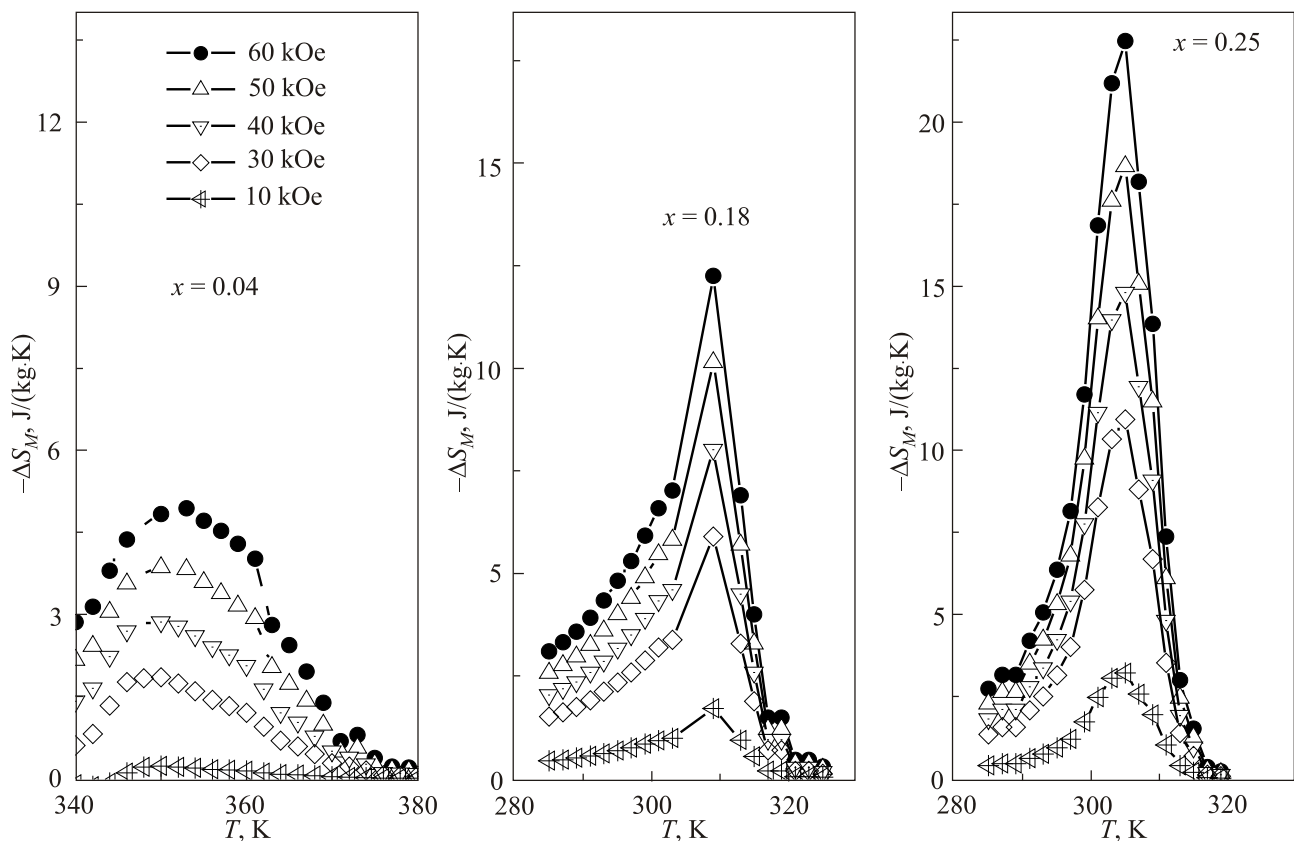 60 kOe
50 kOe
40 kOe
30 kOe
10 kOe
x = 0.04
–ΔS_M, J/(kg·K)
12
9
6
3
0
340
360
380
T, K
x = 0.18
–ΔS_M, J/(kg·K)
15
10
5
0
280
300
320
T, K
x = 0.25
–ΔS_M, J/(kg·K)
20
15
10
5
0
280
300
320
T, K